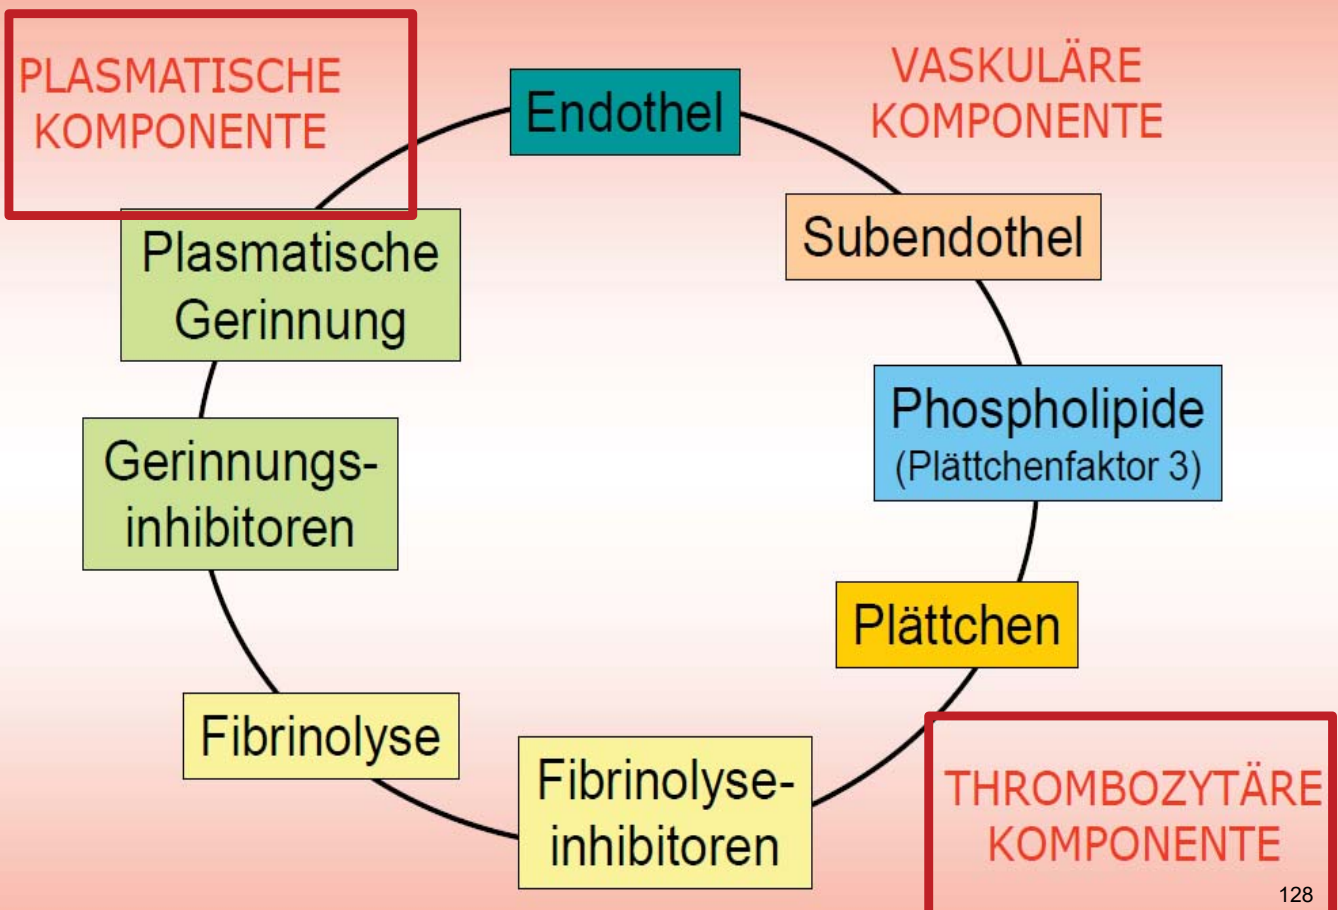 PLASMATISCHE
KOMPONENTE
Endothel
VASKULÄRE
KOMPONENTE
Subendothel
Plasmatische
Gerinnung
Phospholipide
(Plättchenfaktor 3)
Gerinnungs-
inhibitoren
Plättchen
Fibrinolyse
Fibrinolyse-
inhibitoren
THROMBOZYTÄRE
KOMPONENTE
128